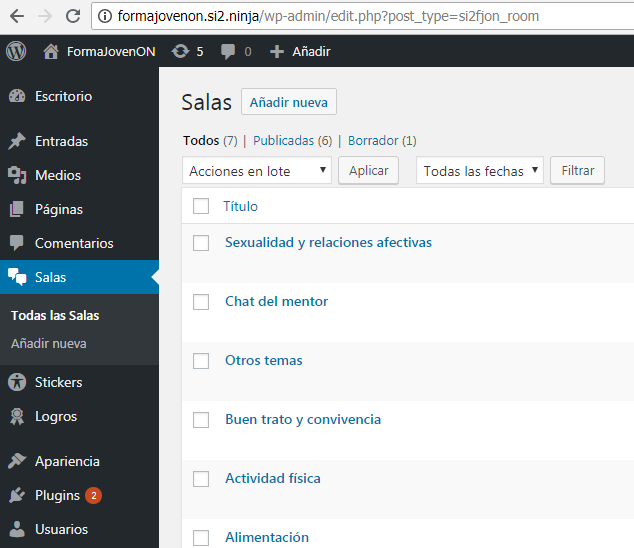 formajovenon.si2.ninja/wp-admin/edit.php?post_type=si2fjon_room
FormaJovenON 5 0 Añadir
Escritorio
Entradas
Medios
Páginas
Comentarios
Salas
Todas las Salas
Añadir nueva
Stickers
Logros
Apariencia
Plugins 2
Usuarios
Salas Añadir nueva
Todos (7) | Publicadas (6) | Borrador (1)
Acciones en lote Aplicar Todas las fechas Filtrar
Título
Sexualidad y relaciones afectivas
Chat del mentor
Otros temas
Buen trato y convivencia
Actividad física
Alimentación